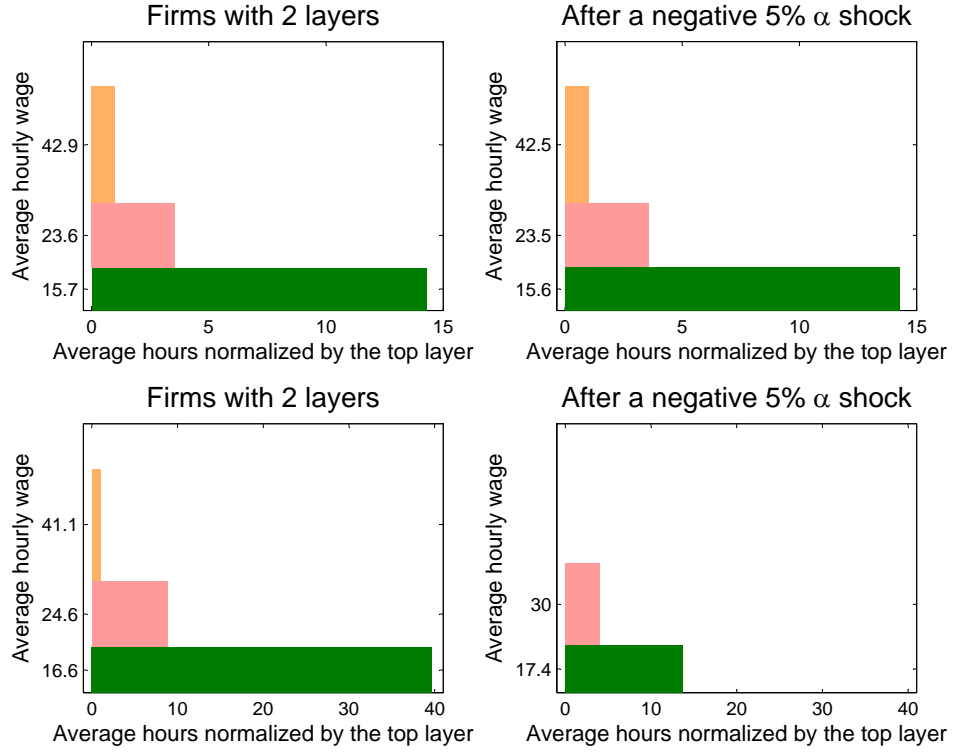 Firms with 2 layers
Average hourly wage
42.9
23.6
15.7
0 5 10 15
Average hours normalized by the top layer
After a negative 5% α shock
Average hourly wage
42.5
23.5
15.6
0 5 10 15
Average hours normalized by the top layer
Firms with 2 layers
Average hourly wage
41.1
24.6
16.6
0 10 20 30 40
Average hours normalized by the top layer
After a negative 5% α shock
Average hourly wage
30
17.4
0 10 20 30 40
Average hours normalized by the top layer